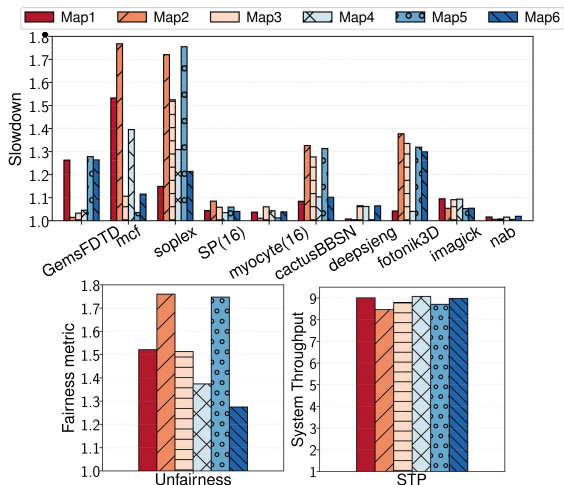 Map1 Map2 Map3 Map4 Map5 Map6
1.8
1.7
1.6
1.5
1.4
1.3
1.2
1.1
1.0
Slowdown
GemsFDTD
mcf
soplex
SP(16)
myocyte(16)
cactusBBSN
deepsjeng
fotonik3D
imagick
nab
1.8
1.7
1.6
1.5
1.4
1.3
1.2
1.1
1.0
Fairness metric
Unfairness
9
8
7
6
5
4
3
2
1
System Throughput
STP